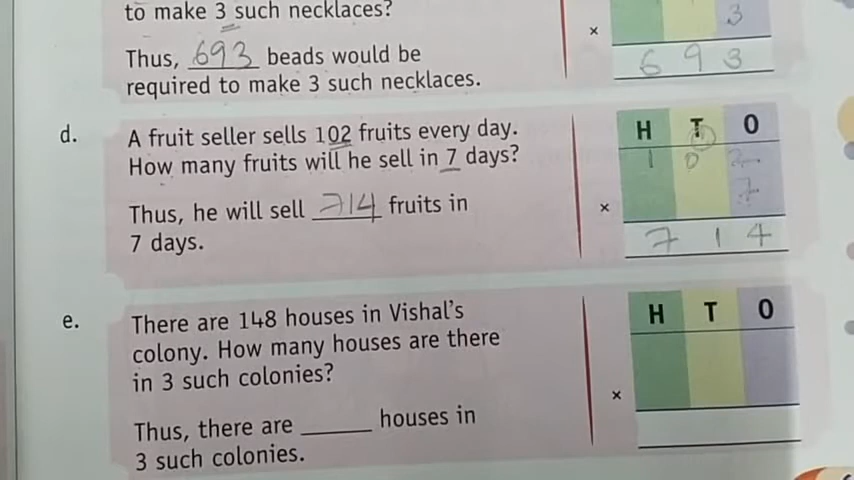 to make 3 such necklaces?
Thus, 693 beads would be
required to make 3 such necklaces.
3
×
6 9 3
d.
A fruit seller sells 102 fruits every day.
How many fruits will he sell in 7 days?
Thus, he will sell 714 fruits in
7 days.
H T O
1
1 0 2
× 7
7 1 4
e.
There are 148 houses in Vishal's
colony. How many houses are there
in 3 such colonies?
Thus, there are ______ houses in
3 such colonies.
H T O
×